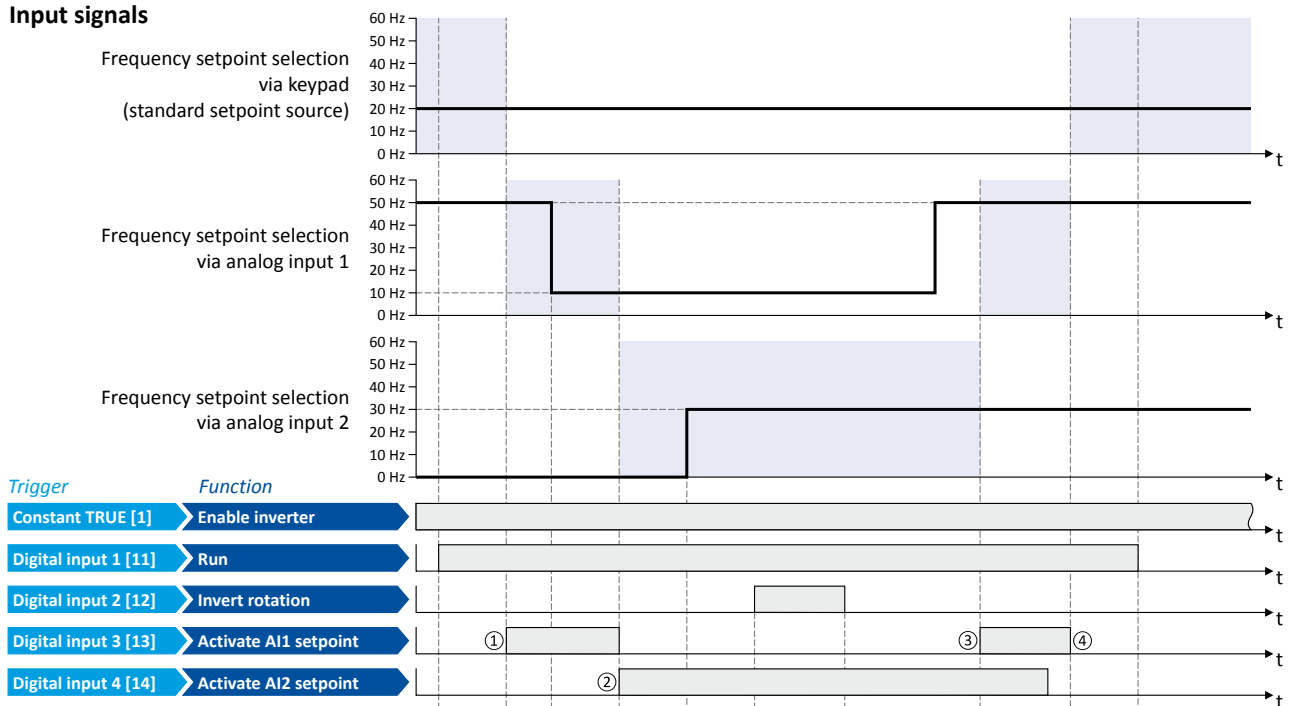 Input signals
Frequency setpoint selection
via keypad
(standard setpoint source)
60 Hz
50 Hz
40 Hz
30 Hz
20 Hz
10 Hz
0 Hz
t
Frequency setpoint selection
via analog input 1
60 Hz
50 Hz
40 Hz
30 Hz
20 Hz
10 Hz
0 Hz
t
Frequency setpoint selection
via analog input 2
60 Hz
50 Hz
40 Hz
30 Hz
20 Hz
10 Hz
0 Hz
t
Trigger Function
Constant TRUE [1] Enable inverter
t
Digital input 1 [11] Run
t
Digital input 2 [12] Invert rotation
t
Digital input 3 [13] Activate AI1 setpoint ① ③ ④
t
Digital input 4 [14] Activate AI2 setpoint ②
t